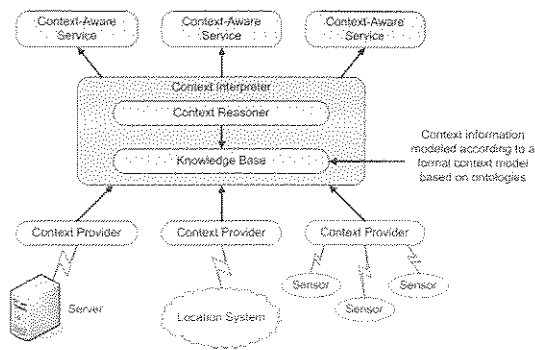 Context-Aware
Service
Context-Aware
Service
Context-Aware
Service
Context Interpreter
Context Reasoner
Knowledge Base
Context information
modeled according to a
formal context model
based on ontologies
Context Provider
Context Provider
Context Provider
Server
Location System
Sensor
Sensor
Sensor